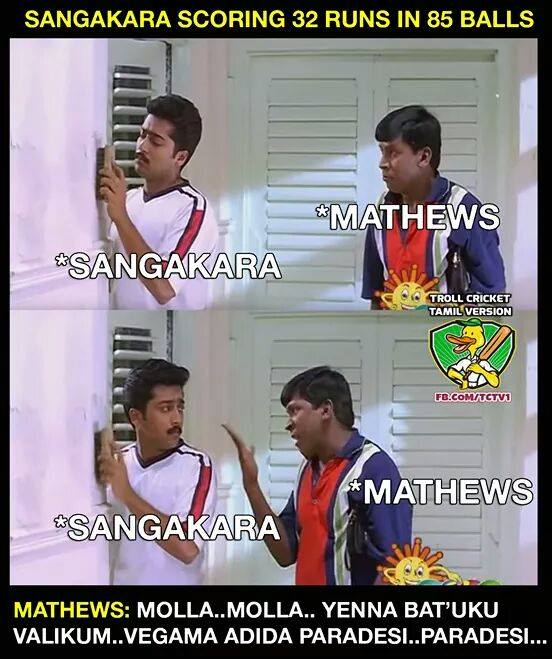 SANGAKARA SCORING 32 RUNS IN 85 BALLS
*MATHEWS
*SANGAKARA
TROLL CRICKET
TAMIL VERSION
FB.COM/TCTV1
*MATHEWS
*SANGAKARA
MATHEWS: MOLLA..MOLLA.. YENNA BAT'UKU
VALIKUM..VEGAMA ADIDA PARADESI..PARADESI...